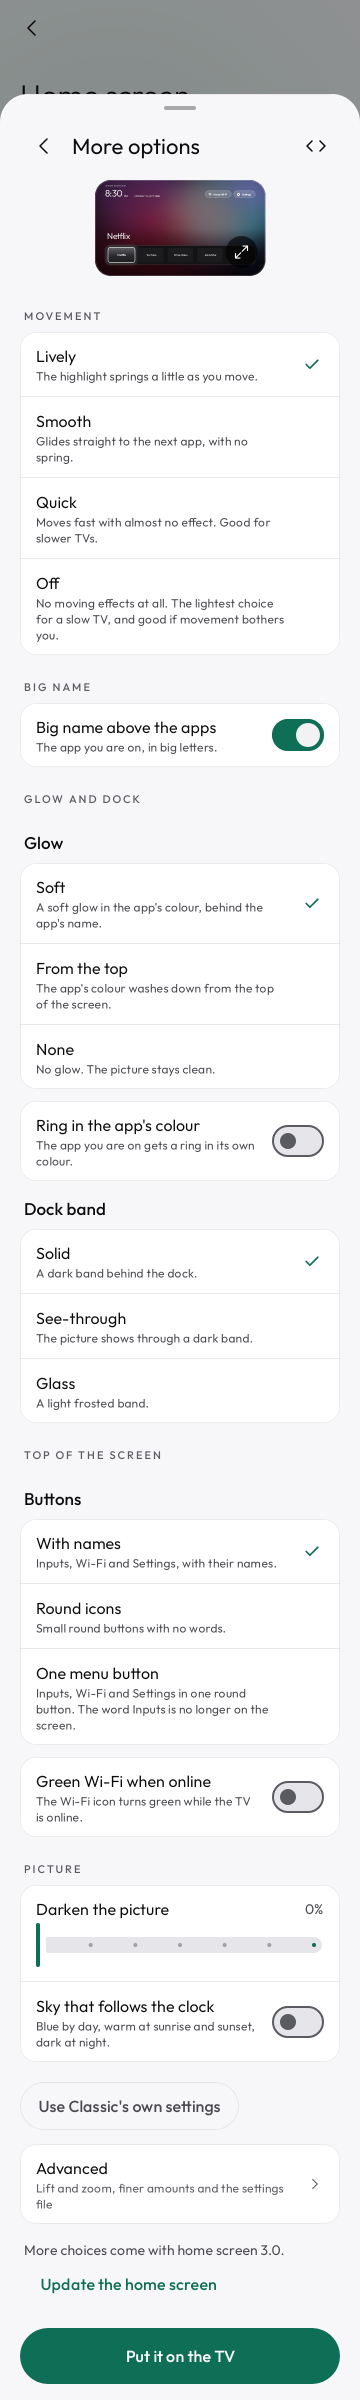 Home screen
More options
8:30
Netflix
MOVEMENT
Lively
The highlight springs a little as you move.
Smooth
Glides straight to the next app, with no
spring.
Quick
Moves fast with almost no effect. Good for
slower TVs.
Off
No moving effects at all. The lightest choice
for a slow TV, and good if movement bothers
you.
BIG NAME
Big name above the apps
The app you are on, in big letters.
GLOW AND DOCK
Glow
Soft
A soft glow in the app's colour, behind the
app's name.
From the top
The app's colour washes down from the top
of the screen.
None
No glow. The picture stays clean.
Ring in the app's colour
The app you are on gets a ring in its own
colour.
Dock band
Solid
A dark band behind the dock.
See-through
The picture shows through a dark band.
Glass
A light frosted band.
TOP OF THE SCREEN
Buttons
With names
Inputs, Wi-Fi and Settings, with their names.
Round icons
Small round buttons with no words.
One menu button
Inputs, Wi-Fi and Settings in one round
button. The word Inputs is no longer on the
screen.
Green Wi-Fi when online
The Wi-Fi icon turns green while the TV
is online.
PICTURE
Darken the picture 0%
Sky that follows the clock
Blue by day, warm at sunrise and sunset,
dark at night.
Use Classic's own settings
Advanced
Lift and zoom, finer amounts and the settings
file
More choices come with home screen 3.0.
Update the home screen
Put it on the TV